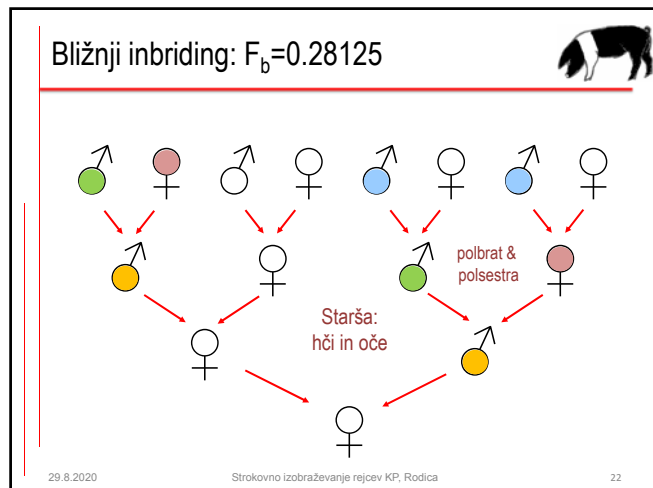 Bližnji inbriding: Fb=0.28125
polbrat &
polsestra
Starša:
hči in oče
29.8.2020
Strokovno izobraževanje rejcev KP, Rodica
22